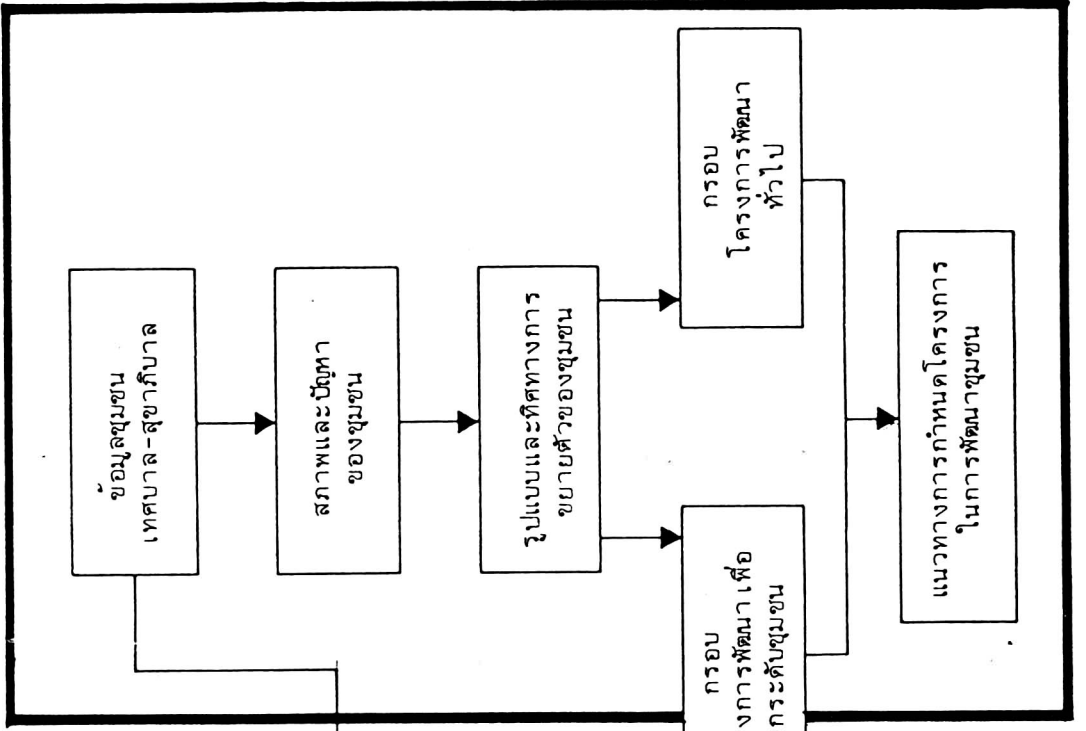 ข้อมูลชุมชน
เทศบาล-สุขาภิบาล
สภาพและปัญหา
ของชุมชน
รูปแบบและทิศทางการ
ขยายตัวของชุมชน
กรอบ
โครงการพัฒนา
ทั่วไป
กรอบ
งการพัฒนาเพื่อ
กระดับชุมชน
แนวทางการกำหนดโครงการ
ในการพัฒนาชุมชน